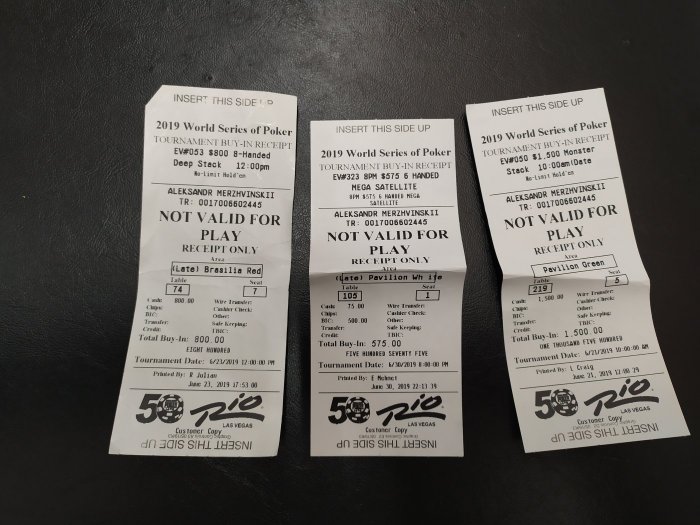 INSERT THIS SIDE UP
2019 World Series of Poker
TOURNAMENT BUY-IN RECEIPT
EV#053 $800 8-Handed
Deep Stack 12:00pm
No-Limit Hold'em
ALEKSANDR MERZHVINSKII
TR: 0017006602445
NOT VALID FOR
PLAY
RECEIPT ONLY
Area
(Late) Brasilia Red
Table Seat
74 7
Cash: 800.00 Wire Transfer:
Chips: Cashier Check:
BIC: Other:
Transfer: Safe Keeping:
Credit: TBIC:
Total Buy-In: 800.00
EIGHT HUNDRED
Tournament Date: 6/23/2019 12:00:00 PM
Printed By: R Julian
June 23, 2019 17:53:00
50 Rio
LAS VEGAS
Customer Copy
INSERT THIS SIDE UP
INSERT THIS SIDE UP
2019 World Series of Poker
TOURNAMENT BUY-IN RECEIPT
EV#323 8PM $575 6 HANDED
MEGA SATELLITE
8PM $575 6 HANDED MEGA
SATELLITE
ALEKSANDR MERZHVINSKII
TR: 0017006602445
NOT VALID FOR
PLAY
RECEIPT ONLY
Area
(Late) Pavilion White
Table Seat
105 1
Cash: 75.00 Wire Transfer:
Chips: Cashier Check:
BIC: 500.00 Other:
Transfer: Safe Keeping:
Credit: TBIC:
Total Buy-In: 575.00
FIVE HUNDRED SEVENTY FIVE
Tournament Date: 6/30/2019 8:00:00 PM
Printed By: E Mehmet
June 30, 2019 22:13:39
50 Rio
LAS VEGAS
Customer Copy
INSERT THIS SIDE UP
INSERT THIS SIDE UP
2019 World Series of Poker
TOURNAMENT BUY-IN RECEIPT
EV#050 $1,500 Monster
Stack 10:00am(Date
No-Limit Hold'em
ALEKSANDR MERZHVINSKII
TR: 0017006602445
NOT VALID FOR
PLAY
RECEIPT ONLY
Area
Pavilion Green
Table Seat
219 5
Cash: 1,500.00 Wire Transfer:
Chips: Cashier Check:
BIC: Other:
Transfer: Safe Keeping:
Credit: TBIC:
Total Buy-In: 1,500.00
ONE THOUSAND FIVE HUNDRED
Tournament Date: 6/21/2019 10:00:00 AM
Printed By: L Craig
June 21, 2019
50 Rio
LAS VEGAS
Customer Copy
INSERT THIS SIDE UP